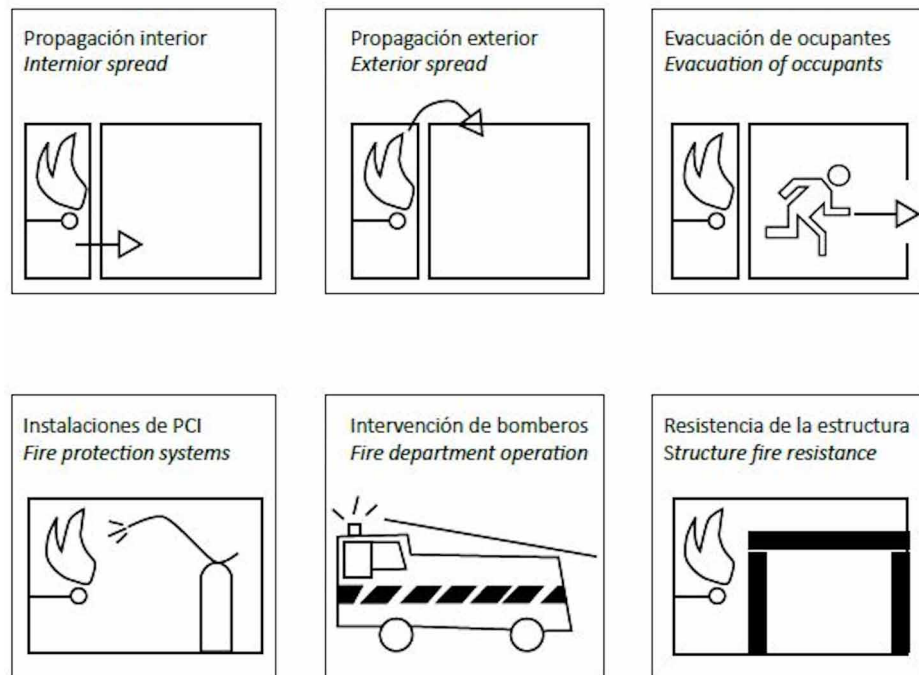 Propagación interior
Internior spread
Propagación exterior
Exterior spread
Evacuación de ocupantes
Evacuation of occupants
Instalaciones de PCI
Fire protection systems
Intervención de bomberos
Fire department operation
Resistencia de la estructura
Structure fire resistance